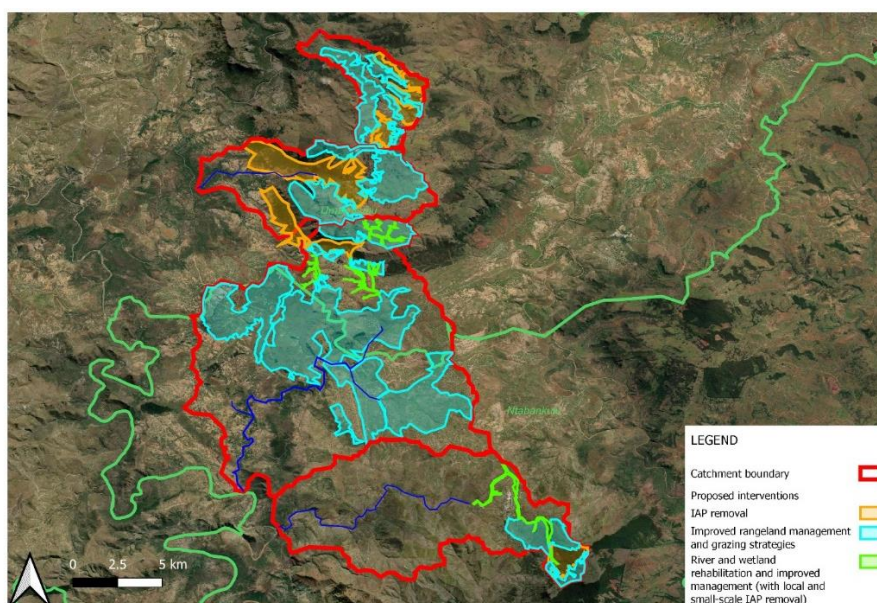 Ntabankulu
LEGEND
Catchment boundary
Proposed interventions
IAP removal
Improved rangeland management
and grazing strategies
River and wetland
rehabilitation and improved
management (with local and
small-scale IAP removal)
0 2.5 5 km